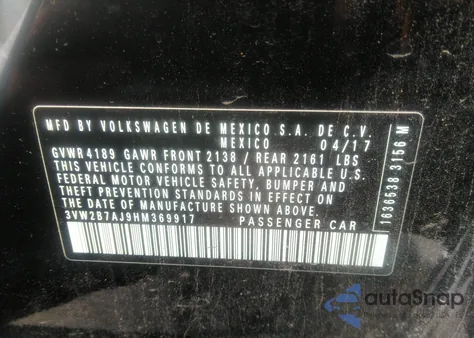 MFD BY VOLKSWAGEN DE MEXICO S.A. DE C.V.
MEXICO 04/17
GVWR4189 GAWR FRONT 2138 / REAR 2161 LBS
THIS VEHICLE CONFORMS TO ALL APPLICABLE U.S.
FEDERAL MOTOR VEHICLE SAFETY, BUMPER AND
THEFT PREVENTION STANDARDS IN EFFECT ON
THE DATE OF MANUFACTURE SHOWN ABOVE
3VW2B7AJ9HM369917 PASSENGER CAR
1636538 3156 M
autoSnap